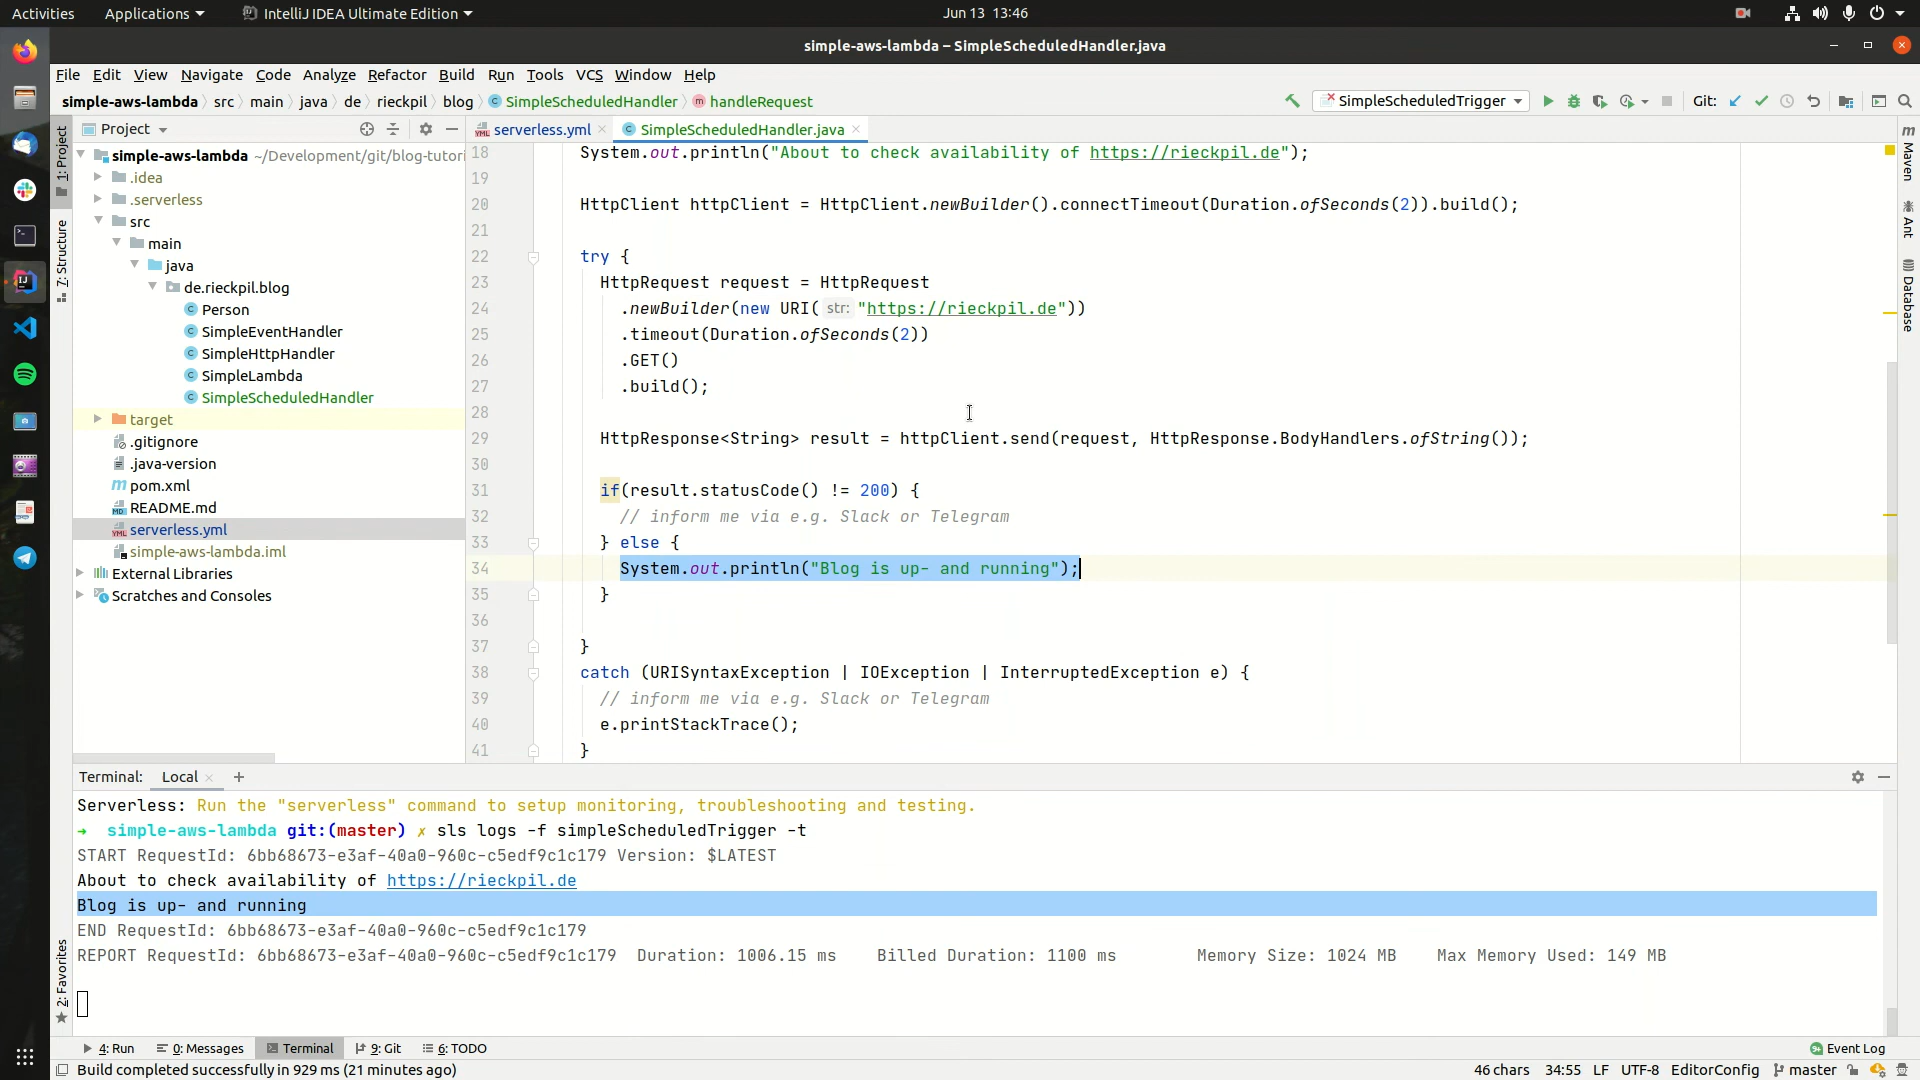 Activities Applications IntelliJ IDEA Ultimate Edition Jun 13 13:46
simple-aws-lambda – SimpleScheduledHandler.java
File Edit View Navigate Code Analyze Refactor Build Run Tools VCS Window Help
simple-aws-lambda src main java de rieckpil blog SimpleScheduledHandler handleRequest SimpleScheduledTrigger Git:
1: Project
7: Structure
2: Favorites
Project
simple-aws-lambda ~/Development/git/blog-tutori
.idea
.serverless
src
main
java
de.rieckpil.blog
Person
SimpleEventHandler
SimpleHttpHandler
SimpleLambda
SimpleScheduledHandler
target
.gitignore
.java-version
pom.xml
README.md
serverless.yml
simple-aws-lambda.iml
External Libraries
Scratches and Consoles
serverless.yml SimpleScheduledHandler.java
18 System.out.println("About to check availability of https://rieckpil.de");
19
20 HttpClient httpClient = HttpClient.newBuilder().connectTimeout(Duration.ofSeconds(2)).build();
21
22 try {
23 HttpRequest request = HttpRequest
24 .newBuilder(new URI( str: "https://rieckpil.de"))
25 .timeout(Duration.ofSeconds(2))
26 .GET()
27 .build();
28
29 HttpResponse<String> result = httpClient.send(request, HttpResponse.BodyHandlers.ofString());
30
31 if(result.statusCode() != 200) {
32 // inform me via e.g. Slack or Telegram
33 } else {
34 System.out.println("Blog is up- and running");
35 }
36
37 }
38 catch (URISyntaxException | IOException | InterruptedException e) {
39 // inform me via e.g. Slack or Telegram
40 e.printStackTrace();
41 }
Maven
Ant
Database
Terminal: Local +
Serverless: Run the "serverless" command to setup monitoring, troubleshooting and testing.
➜ simple-aws-lambda git:(master) ✗ sls logs -f simpleScheduledTrigger -t
START RequestId: 6bb68673-e3af-40a0-960c-c5edf9c1c179 Version: $LATEST
About to check availability of https://rieckpil.de
Blog is up- and running
END RequestId: 6bb68673-e3af-40a0-960c-c5edf9c1c179
REPORT RequestId: 6bb68673-e3af-40a0-960c-c5edf9c1c179 Duration: 1006.15 ms Billed Duration: 1100 ms Memory Size: 1024 MB Max Memory Used: 149 MB
4: Run 0: Messages Terminal 9: Git 6: TODO Event Log
Build completed successfully in 929 ms (21 minutes ago) 46 chars 34:55 LF UTF-8 EditorConfig master